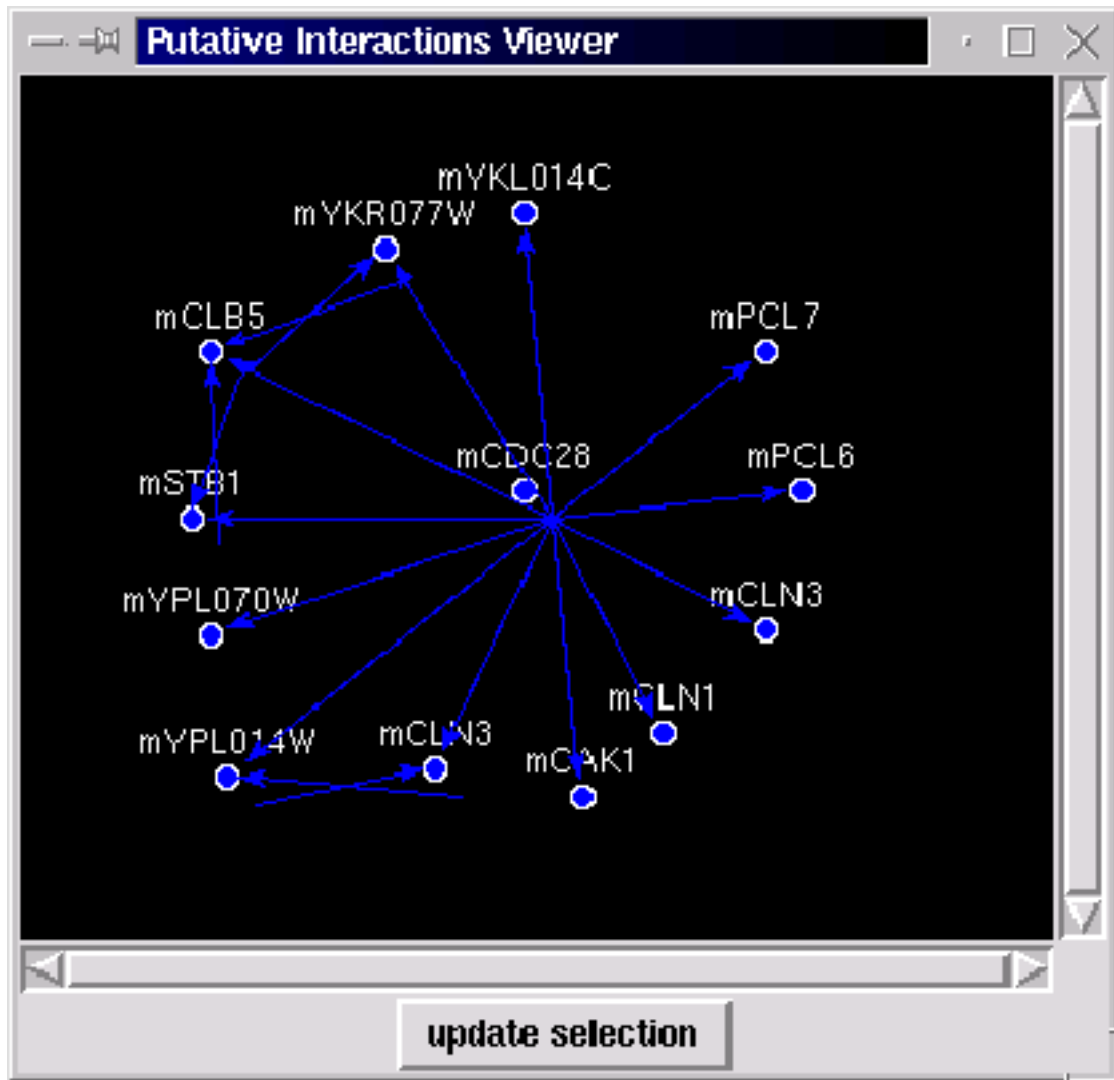 Putative Interactions Viewer
mYKL014C
mYKR077W
mCLB5
mPCL7
mCDC28
mPCL6
mSTB1
mYPL070W
mCLN3
mCLN1
mYPL014W
mCLN3
mCAK1
update selection